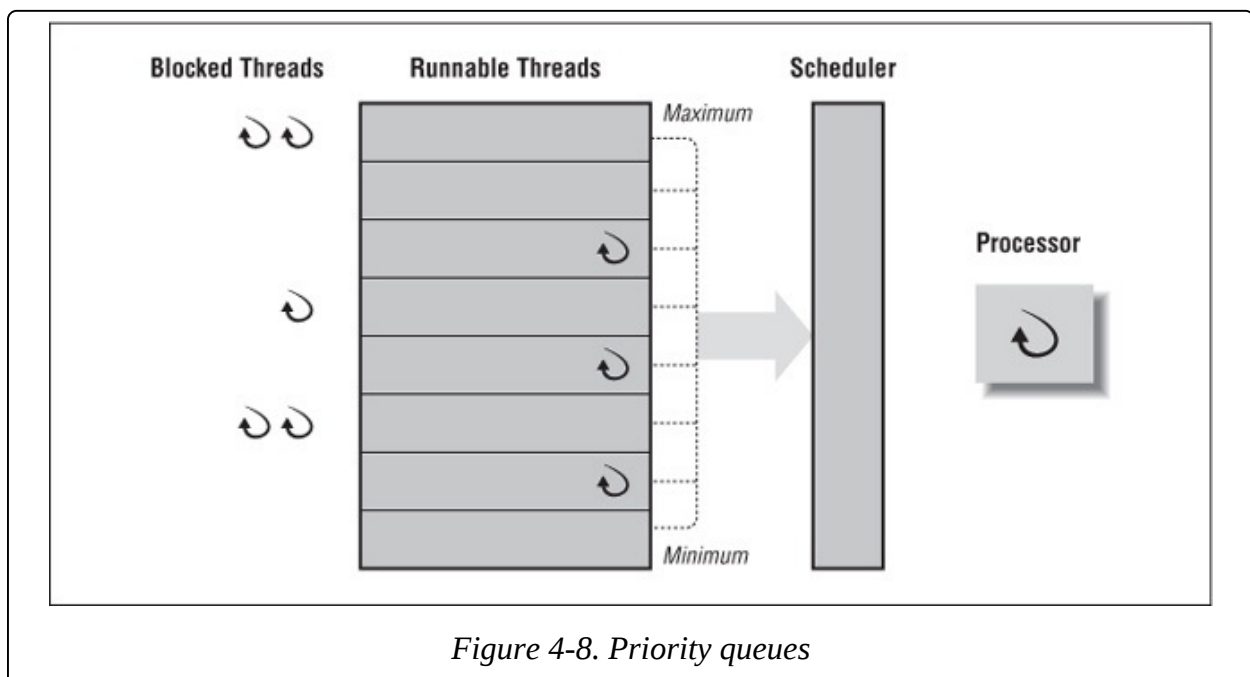 Blocked Threads Runnable Threads Scheduler
Maximum
Processor
Minimum
Figure 4-8. Priority queues